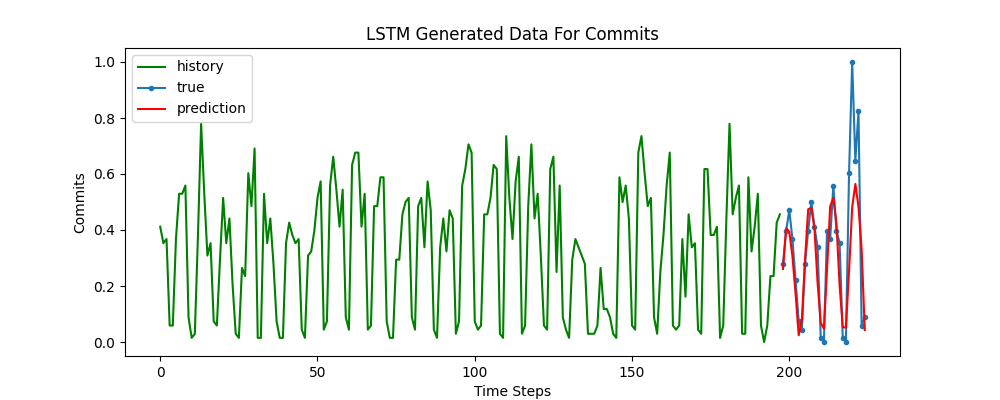 LSTM Generated Data For Commits
history
true
prediction
1.0
0.8
0.6
0.4
0.2
0.0
Commits
0
50
100
150
200
Time Steps